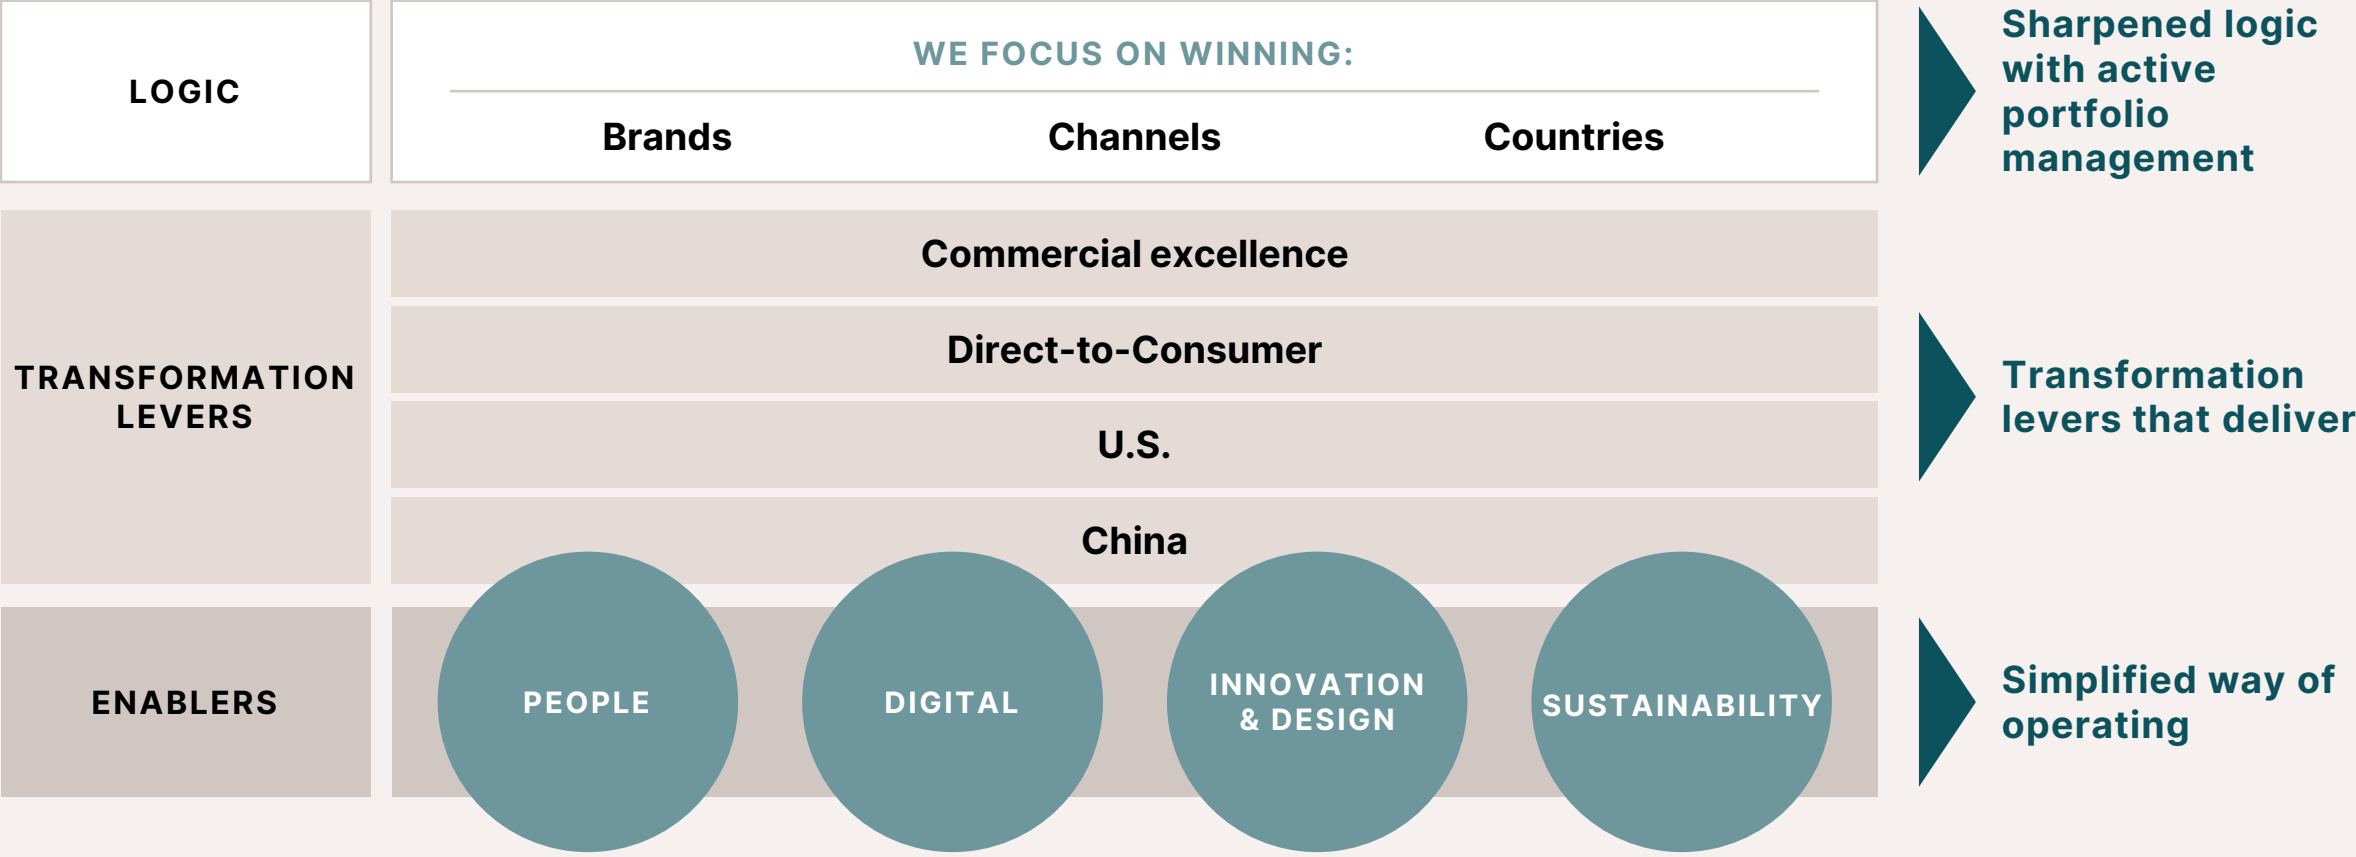 LOGIC
WE FOCUS ON WINNING:
Brands
Channels
Countries
Sharpened logic
with active
portfolio
management
TRANSFORMATION
LEVERS
Commercial excellence
Direct-to-Consumer
U.S.
China
Transformation
levers that deliver
ENABLERS
PEOPLE
DIGITAL
INNOVATION
& DESIGN
SUSTAINABILITY
Simplified way of
operating